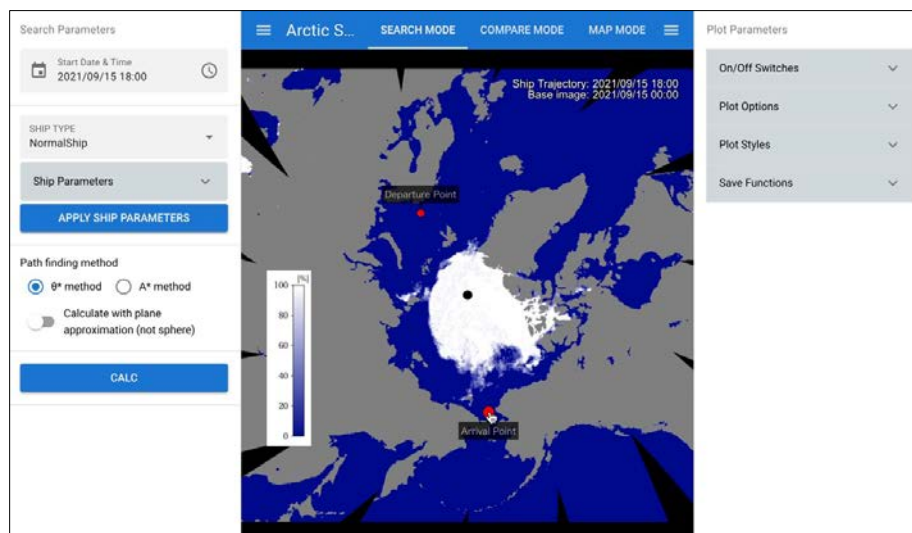 Search Parameters
Start Date & Time
2021/09/15 18:00
SHIP TYPE
NormalShip
Ship Parameters
APPLY SHIP PARAMETERS
Path finding method
θ* method
A* method
Calculate with plane
approximation (not sphere)
CALC
Arctic S...
SEARCH MODE
COMPARE MODE
MAP MODE
Ship Trajectory: 2021/09/15 18:00
Base image: 2021/09/15 00:00
Departure Point
[%]
100
80
60
40
20
0
Arrival Point
Plot Parameters
On/Off Switches
Plot Options
Plot Styles
Save Functions